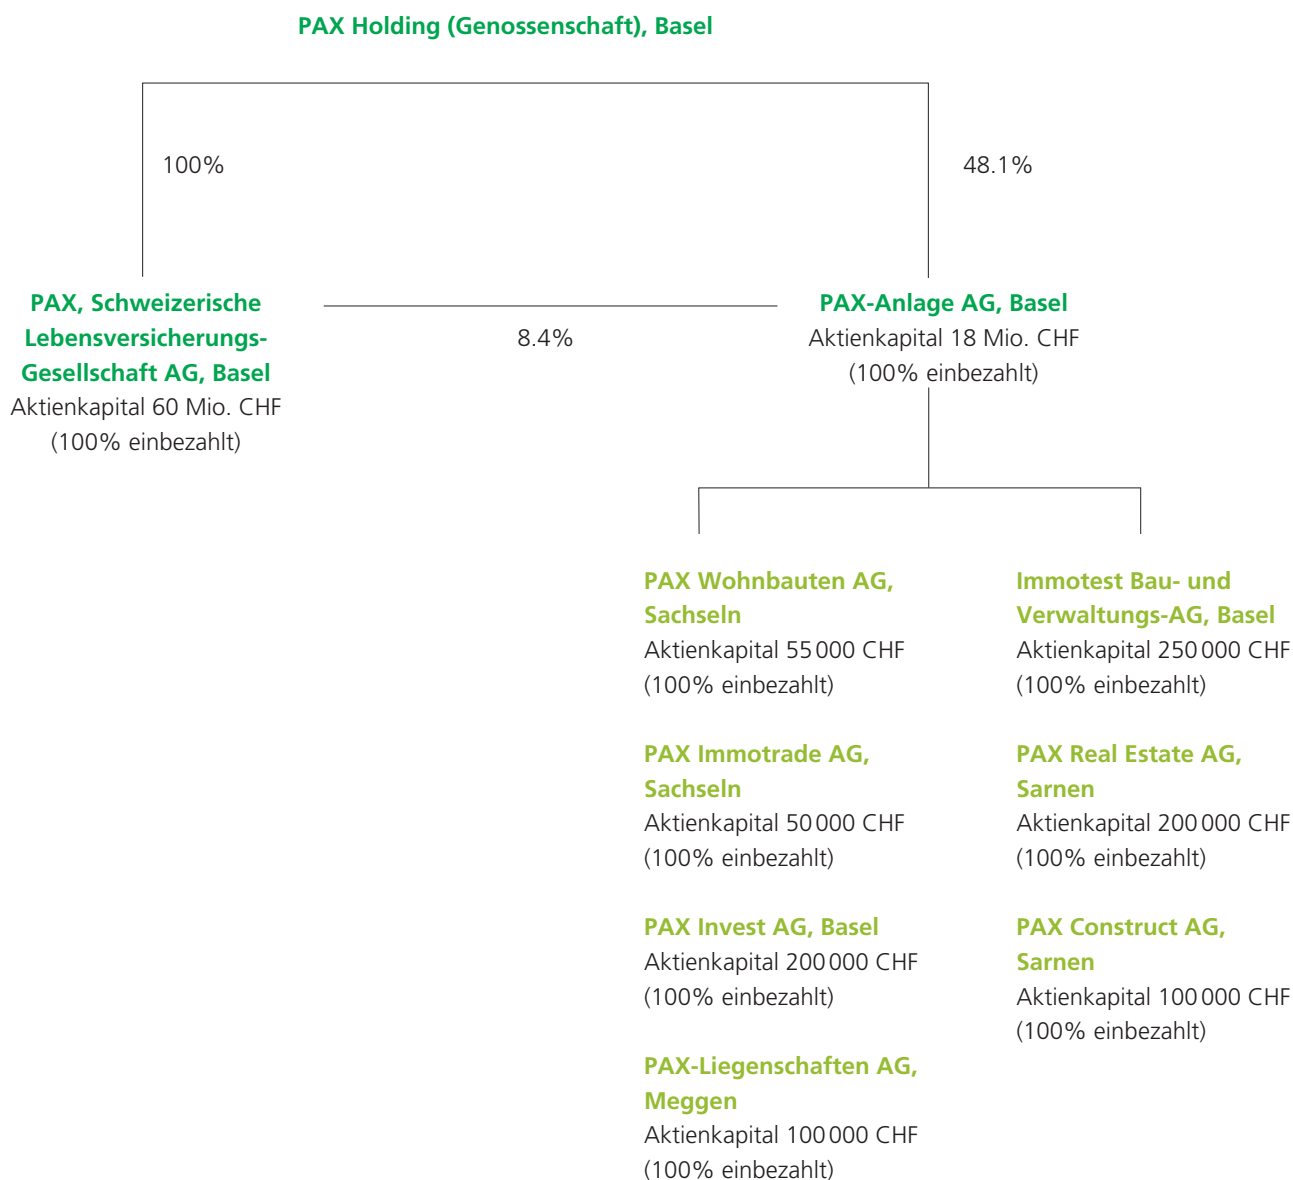 PAX Holding (Genossenschaft), Basel
100%
48.1%
PAX, Schweizerische
Lebensversicherungs-
Gesellschaft AG, Basel
Aktienkapital 60 Mio. CHF
(100% einbezahlt)
8.4%
PAX-Anlage AG, Basel
Aktienkapital 18 Mio. CHF
(100% einbezahlt)
PAX Wohnbauten AG,
Sachseln
Aktienkapital 55 000 CHF
(100% einbezahlt)
PAX Immotrade AG,
Sachseln
Aktienkapital 50 000 CHF
(100% einbezahlt)
PAX Invest AG, Basel
Aktienkapital 200 000 CHF
(100% einbezahlt)
PAX-Liegenschaften AG,
Meggen
Aktienkapital 100 000 CHF
(100% einbezahlt)
Immotest Bau- und
Verwaltungs-AG, Basel
Aktienkapital 250 000 CHF
(100% einbezahlt)
PAX Real Estate AG,
Sarnen
Aktienkapital 200 000 CHF
(100% einbezahlt)
PAX Construct AG,
Sarnen
Aktienkapital 100 000 CHF
(100% einbezahlt)